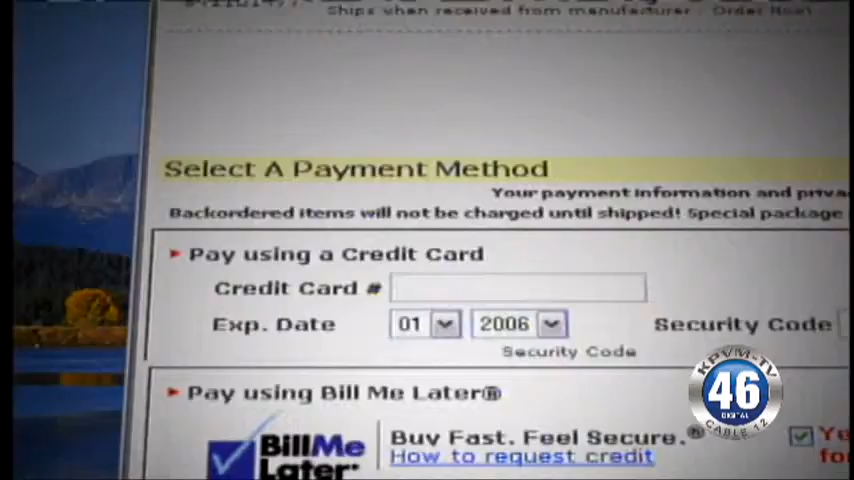 Ships when received from manufacturer - Order Now!
Select A Payment Method
Your payment information and priva
Backordered items will not be charged until shipped! Special package
Pay using a Credit Card
Credit Card #
Exp. Date 01 2006 Security Code
Security Code
Pay using Bill Me Later®
BillMe
Later
Buy Fast. Feel Secure.®
How to request credit
Ye
for
KPVM-TV
46
DIGITAL
CABLE 12